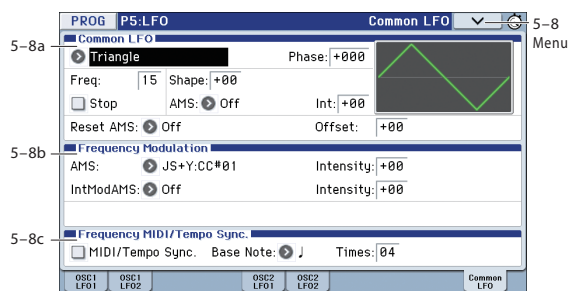 PROG P5:LFO Common LFO 5–8
Menu
5–8a
Common LFO
Triangle Phase: +000
Freq: 15 Shape: +00
Stop AMS: Off Int: +00
Reset AMS: Off Offset: +00
5–8b
Frequency Modulation
AMS: JS+Y:CC#01 Intensity: +00
IntModAMS: Off Intensity: +00
5–8c
Frequency MIDI/Tempo Sync.
MIDI/Tempo Sync. Base Note: ♩ Times: 04
OSC1 LFO1
OSC1 LFO2
OSC2 LFO1
OSC2 LFO2
Common LFO